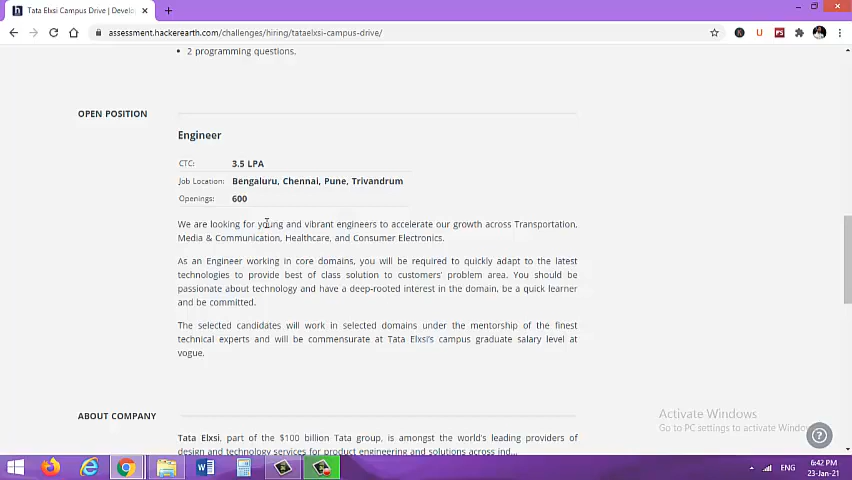 Tata Elxsi Campus Drive | Develo
assessment.hackerearth.com/challenges/hiring/tataelxsi-campus-drive/
2 programming questions.
OPEN POSITION
Engineer
CTC: 3.5 LPA
Job Location: Bengaluru, Chennai, Pune, Trivandrum
Openings: 600
We are looking for young and vibrant engineers to accelerate our growth across Transportation,
Media & Communication, Healthcare, and Consumer Electronics.
As an Engineer working in core domains, you will be required to quickly adapt to the latest
technologies to provide best of class solution to customers' problem area. You should be
passionate about technology and have a deep-rooted interest in the domain, be a quick learner
and be committed.
The selected candidates will work in selected domains under the mentorship of the finest
technical experts and will be commensurate at Tata Elxsi's campus graduate salary level at
vogue.
Activate Windows
Go to PC settings to activate Windo
ABOUT COMPANY
Tata Elxsi, part of the $100 billion Tata group, is amongst the world's leading providers of
design and technology services for product engineering and solutions across ind...
ENG
6:42 PM
23-Jan-21